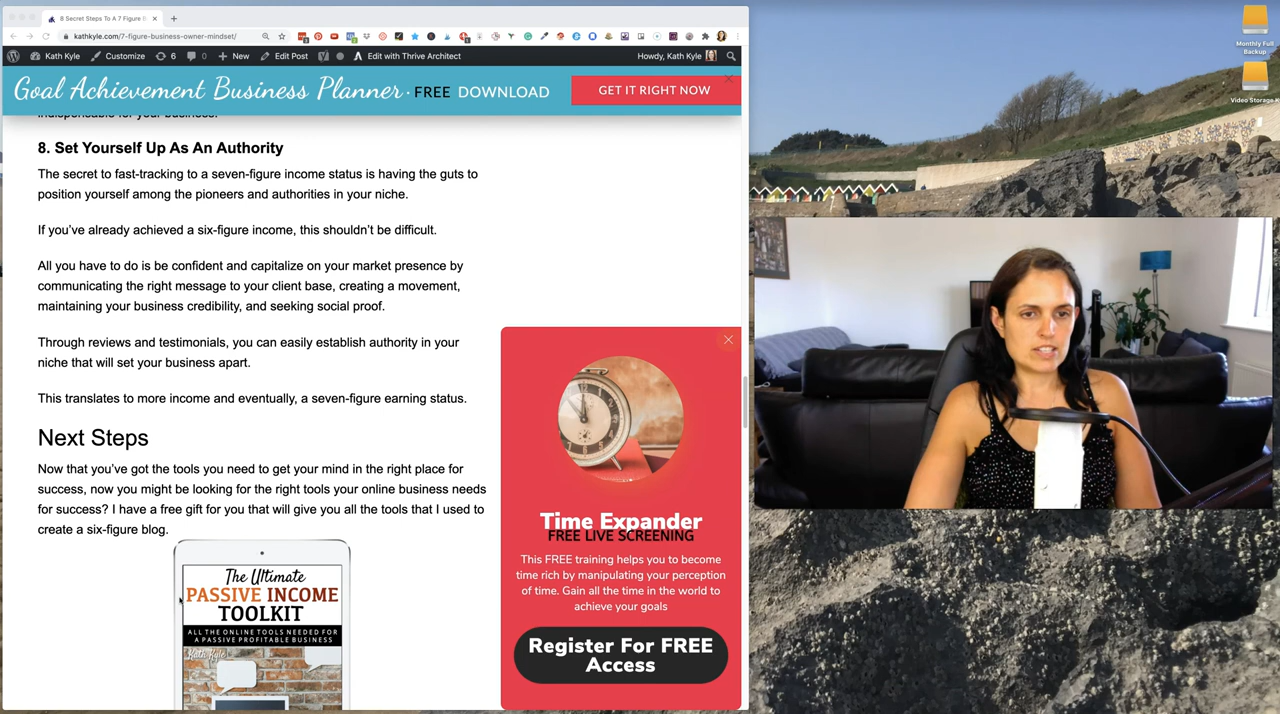 8 Secret Steps To A 7 Figure
kathkyle.com/7-figure-business-owner-mindset/
Kath Kyle Customize 6 0 New Edit Post Edit with Thrive Architect Howdy, Kath Kyle
Goal Achievement Business Planner · FREE DOWNLOAD
GET IT RIGHT NOW
indispensable for your business.
8. Set Yourself Up As An Authority
The secret to fast-tracking to a seven-figure income status is having the guts to
position yourself among the pioneers and authorities in your niche.
If you’ve already achieved a six-figure income, this shouldn’t be difficult.
All you have to do is be confident and capitalize on your market presence by
communicating the right message to your client base, creating a movement,
maintaining your business credibility, and seeking social proof.
Through reviews and testimonials, you can easily establish authority in your
niche that will set your business apart.
This translates to more income and eventually, a seven-figure earning status.
Next Steps
Now that you’ve got the tools you need to get your mind in the right place for
success, now you might be looking for the right tools your online business needs
for success? I have a free gift for you that will give you all the tools that I used to
create a six-figure blog.
The Ultimate
PASSIVE INCOME
TOOLKIT
ALL THE ONLINE TOOLS NEEDED FOR
A PASSIVE PROFITABLE BUSINESS
Kath Kyle
Time Expander
FREE LIVE SCREENING
This FREE training helps you to become
time rich by manipulating your perception
of time. Gain all the time in the world to
achieve your goals
Register For FREE
Access
Monthly Full
Backup
Video Storage